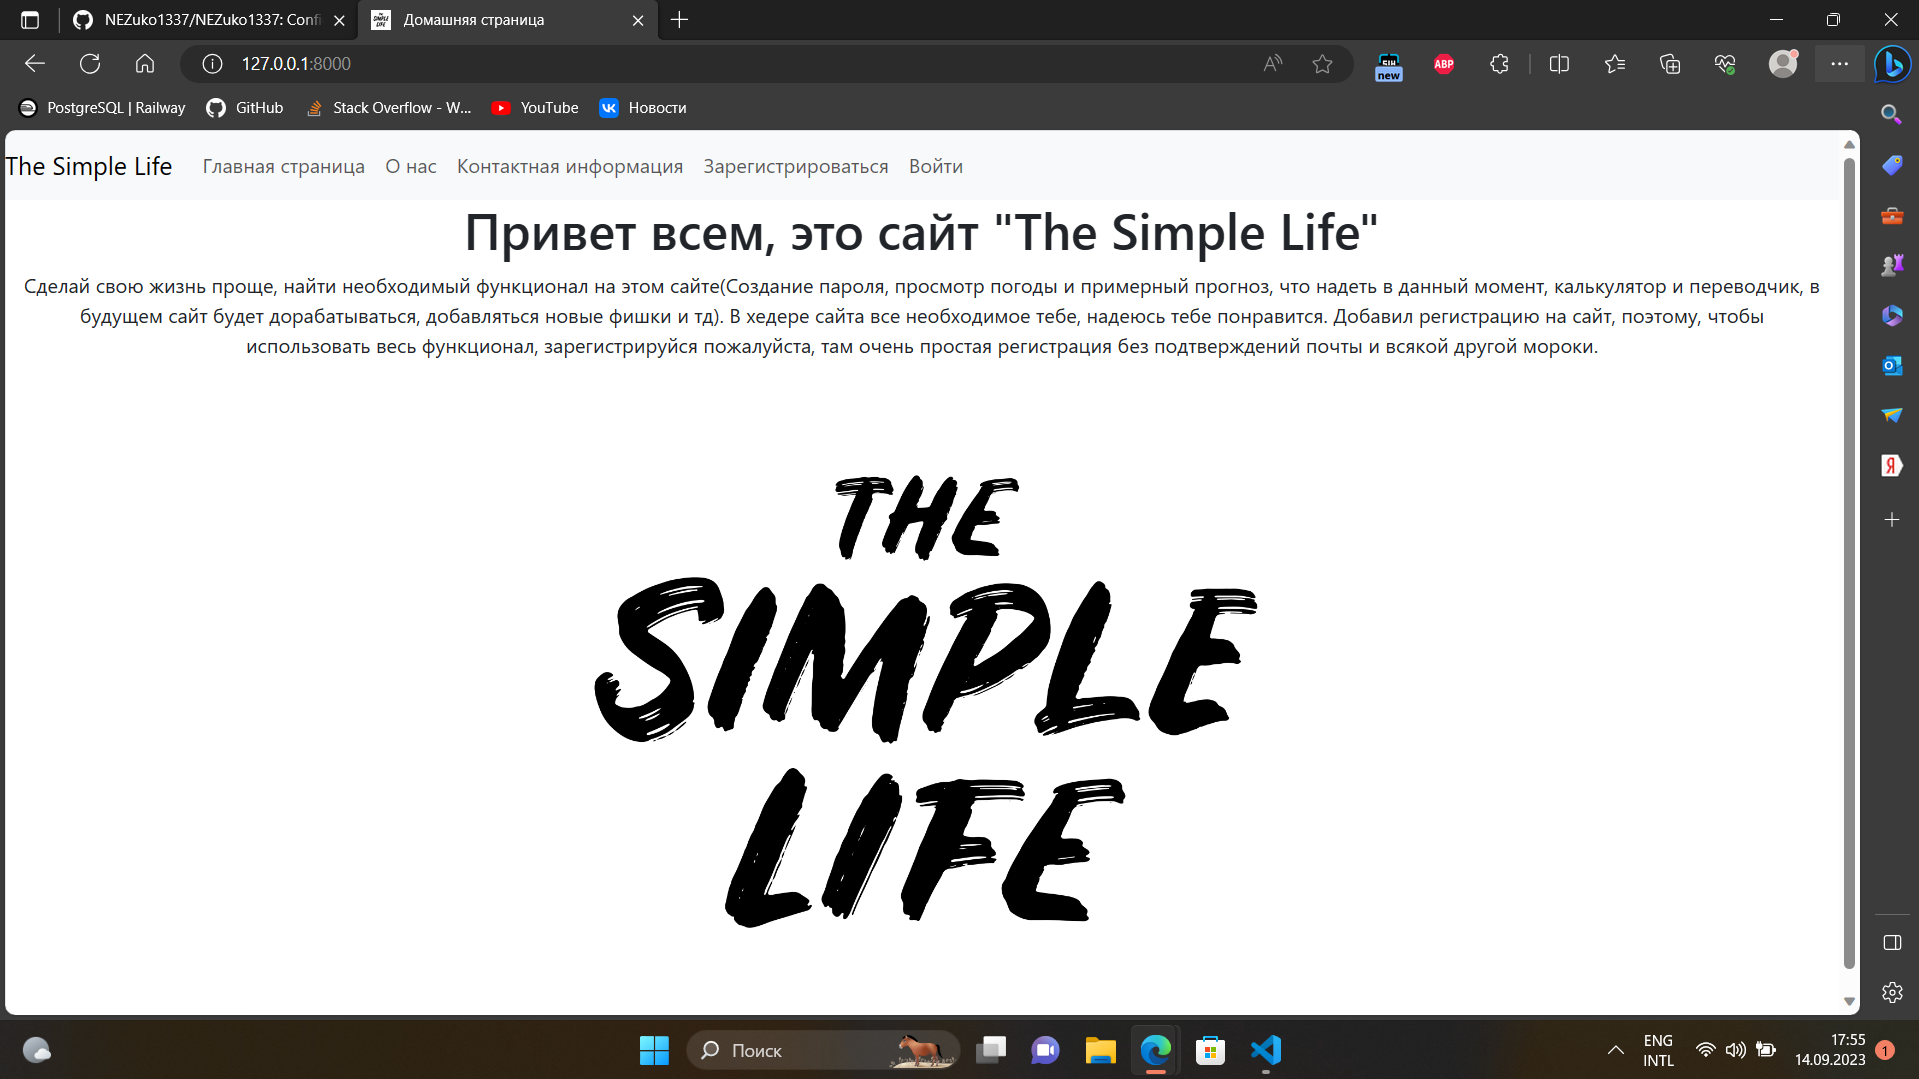 NEZuko1337/NEZuko1337: Confi
Домашняя страница
127.0.0.1:8000
new
ABP
PostgreSQL | Railway
GitHub
Stack Overflow - W...
YouTube
Новости
The Simple Life
Главная страница
О нас
Контактная информация
Зарегистрироваться
Войти
Привет всем, это сайт "The Simple Life"
Сделай свою жизнь проще, найти необходимый функционал на этом сайте(Создание пароля, просмотр погоды и примерный прогноз, что надеть в данный момент, калькулятор и переводчик, в
будущем сайт будет дорабатываться, добавляться новые фишки и тд). В хедере сайта все необходимое тебе, надеюсь тебе понравится. Добавил регистрацию на сайт, поэтому, чтобы
использовать весь функционал, зарегистрируйся пожалуйста, там очень простая регистрация без подтверждений почты и всякой другой мороки.
THE
SIMPLE
LIFE
Поиск
ENG
INTL
17:55
14.09.2023
1